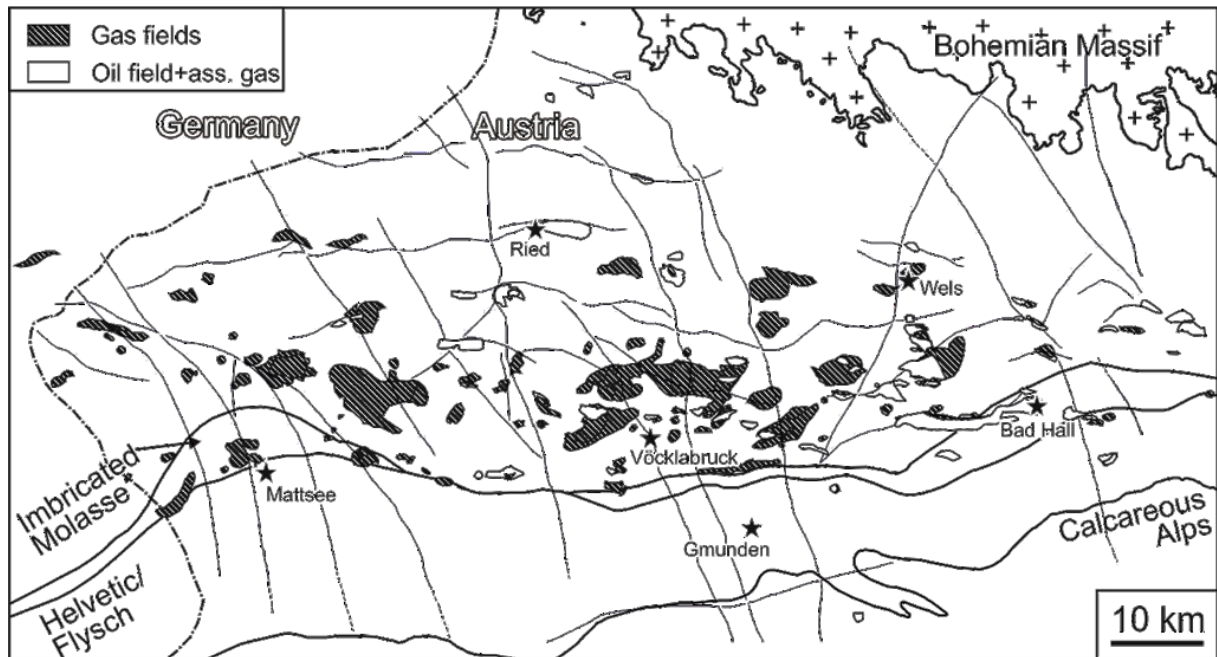 Gas fields
Oil field+ass. gas
Bohemian Massif
Germany
Austria
Ried
Wels
Bad Hall
Vöcklabruck
Mattsee
Imbricated
Molasse
Gmunden
Calcareous
Alps
Helvetic/
Flysch
10 km